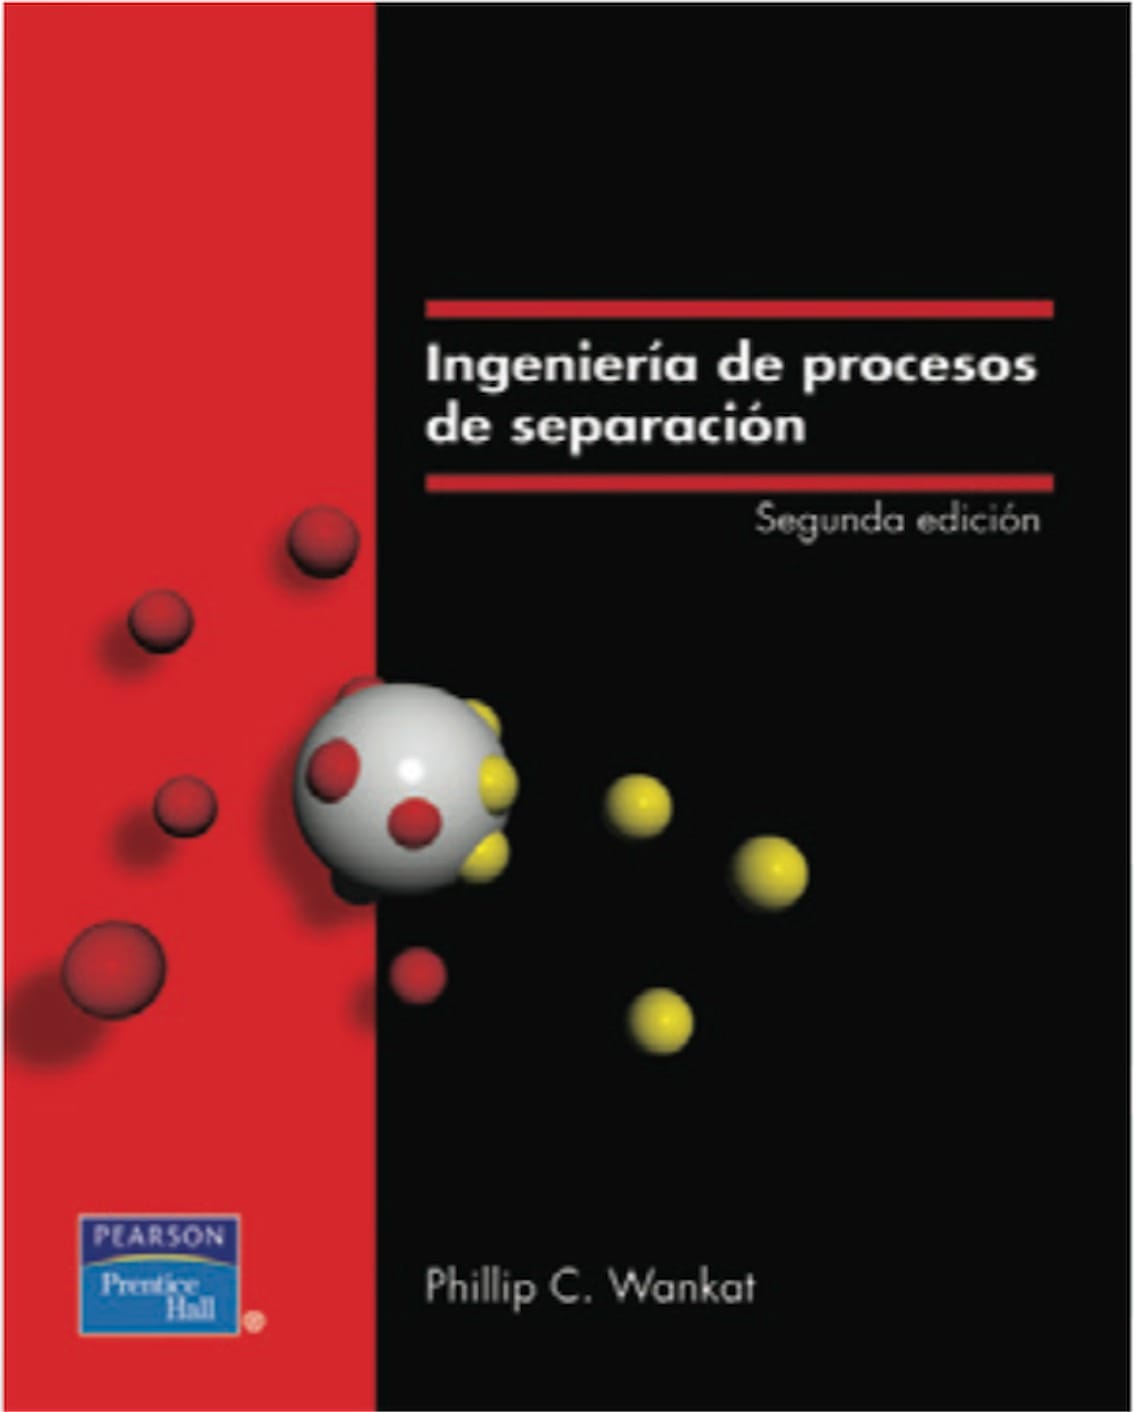 Ingeniería de procesos
de separación
Segunda edición
PEARSON
Prentice
Hall
®
Phillip C. Wankat